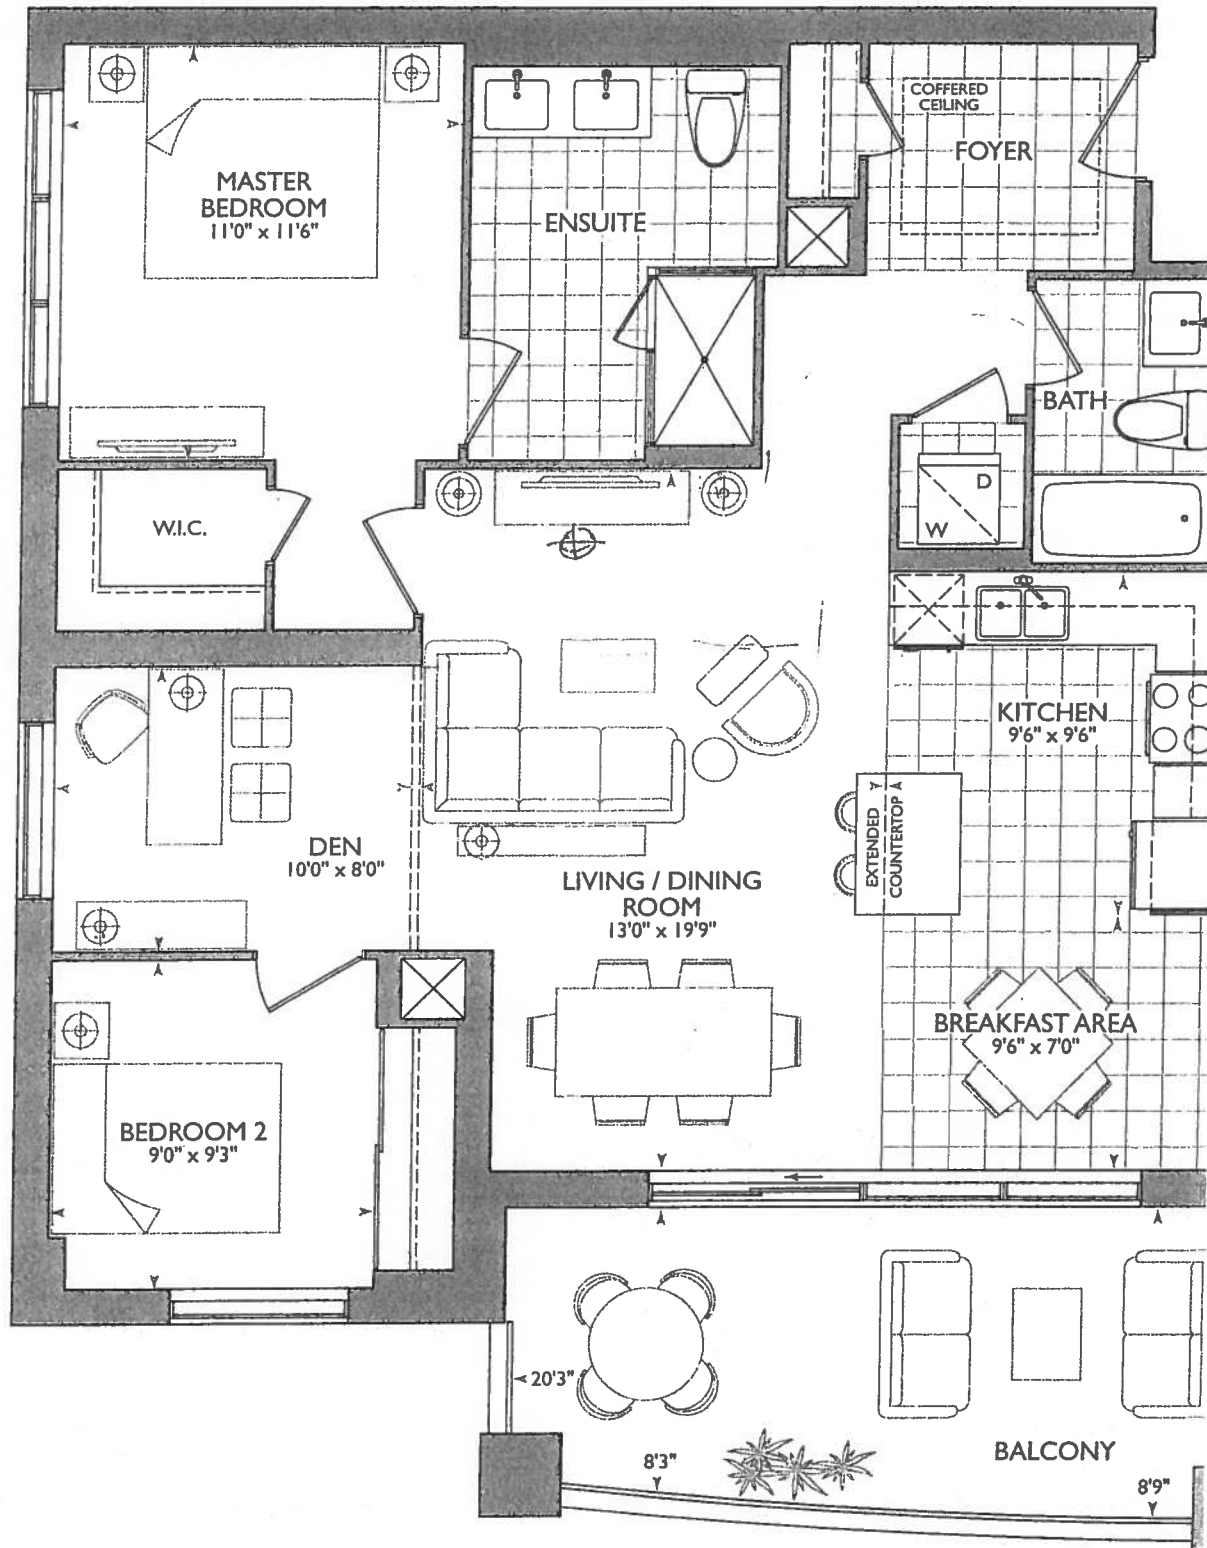 COFFERED
CEILING
FOYER
MASTER
BEDROOM
11'0" x 11'6"
ENSUITE
BATH
W.I.C.
D
W
KITCHEN
9'6" x 9'6"
EXTENDED
COUNTERTOP
DEN
10'0" x 8'0"
LIVING / DINING
ROOM
13'0" x 19'9"
BREAKFAST AREA
9'6" x 7'0"
BEDROOM 2
9'0" x 9'3"
20'3"
BALCONY
8'3"
8'9"